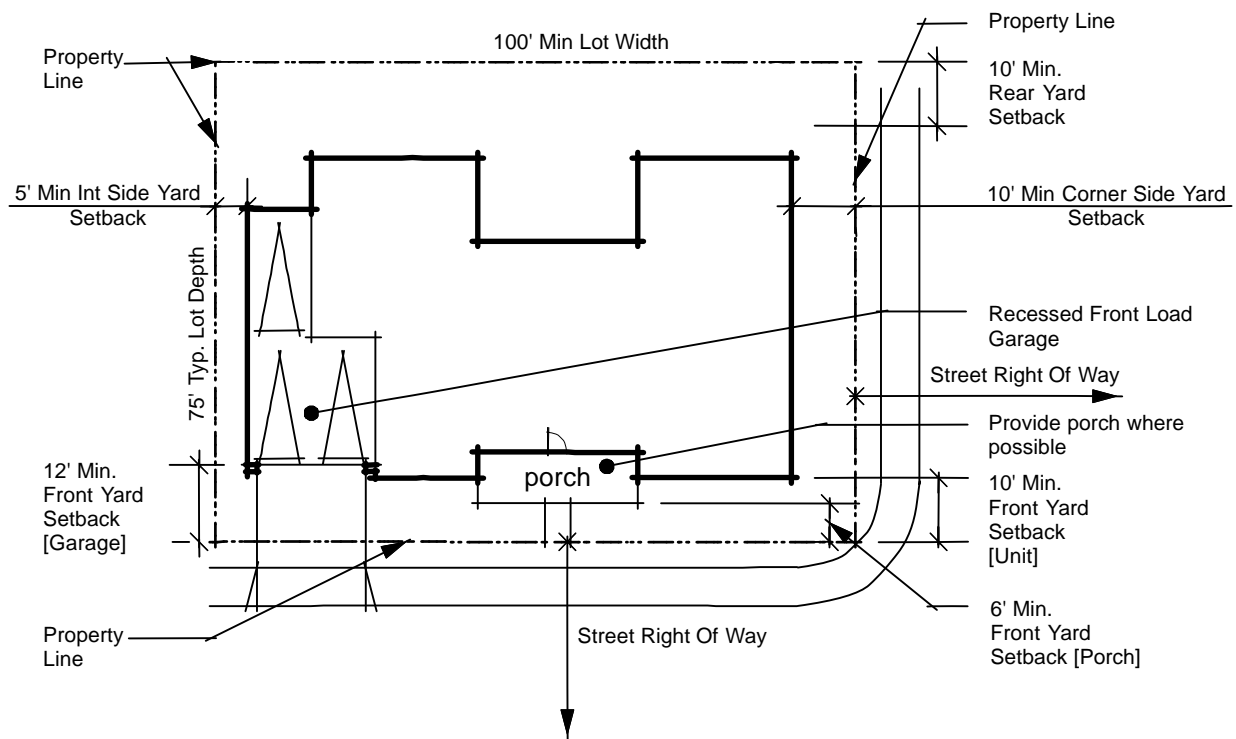 Property
Line
100' Min Lot Width
Property Line
10' Min.
Rear Yard
Setback
5' Min Int Side Yard
Setback
10' Min Corner Side Yard
Setback
75' Typ. Lot Depth
Recessed Front Load
Garage
Street Right Of Way
Provide porch where
possible
porch
12' Min.
Front Yard
Setback
[Garage]
10' Min.
Front Yard
Setback
[Unit]
6' Min.
Front Yard
Setback [Porch]
Property
Line
Street Right Of Way